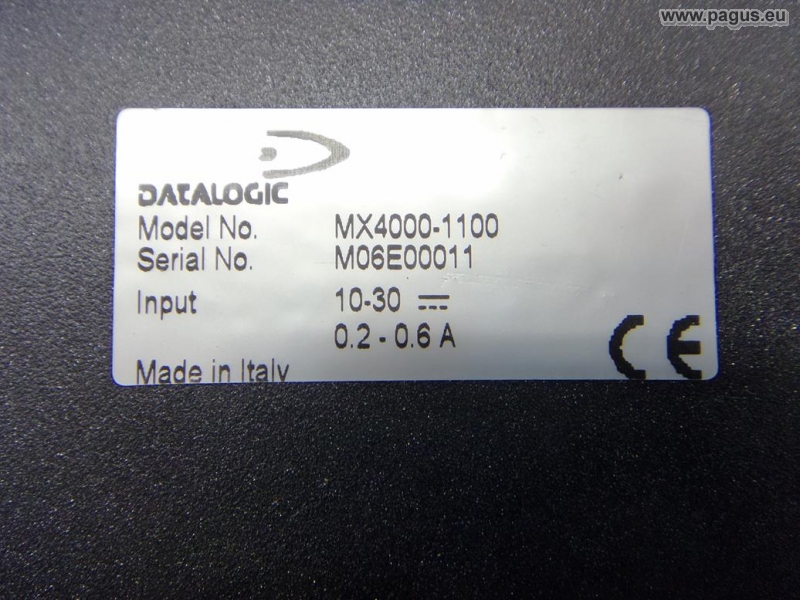 www.pagus.eu
DATALOGIC
Model No. MX4000-1100
Serial No. M06E00011
Input 10-30 ⎓
0.2 - 0.6 A
Made in Italy
CE